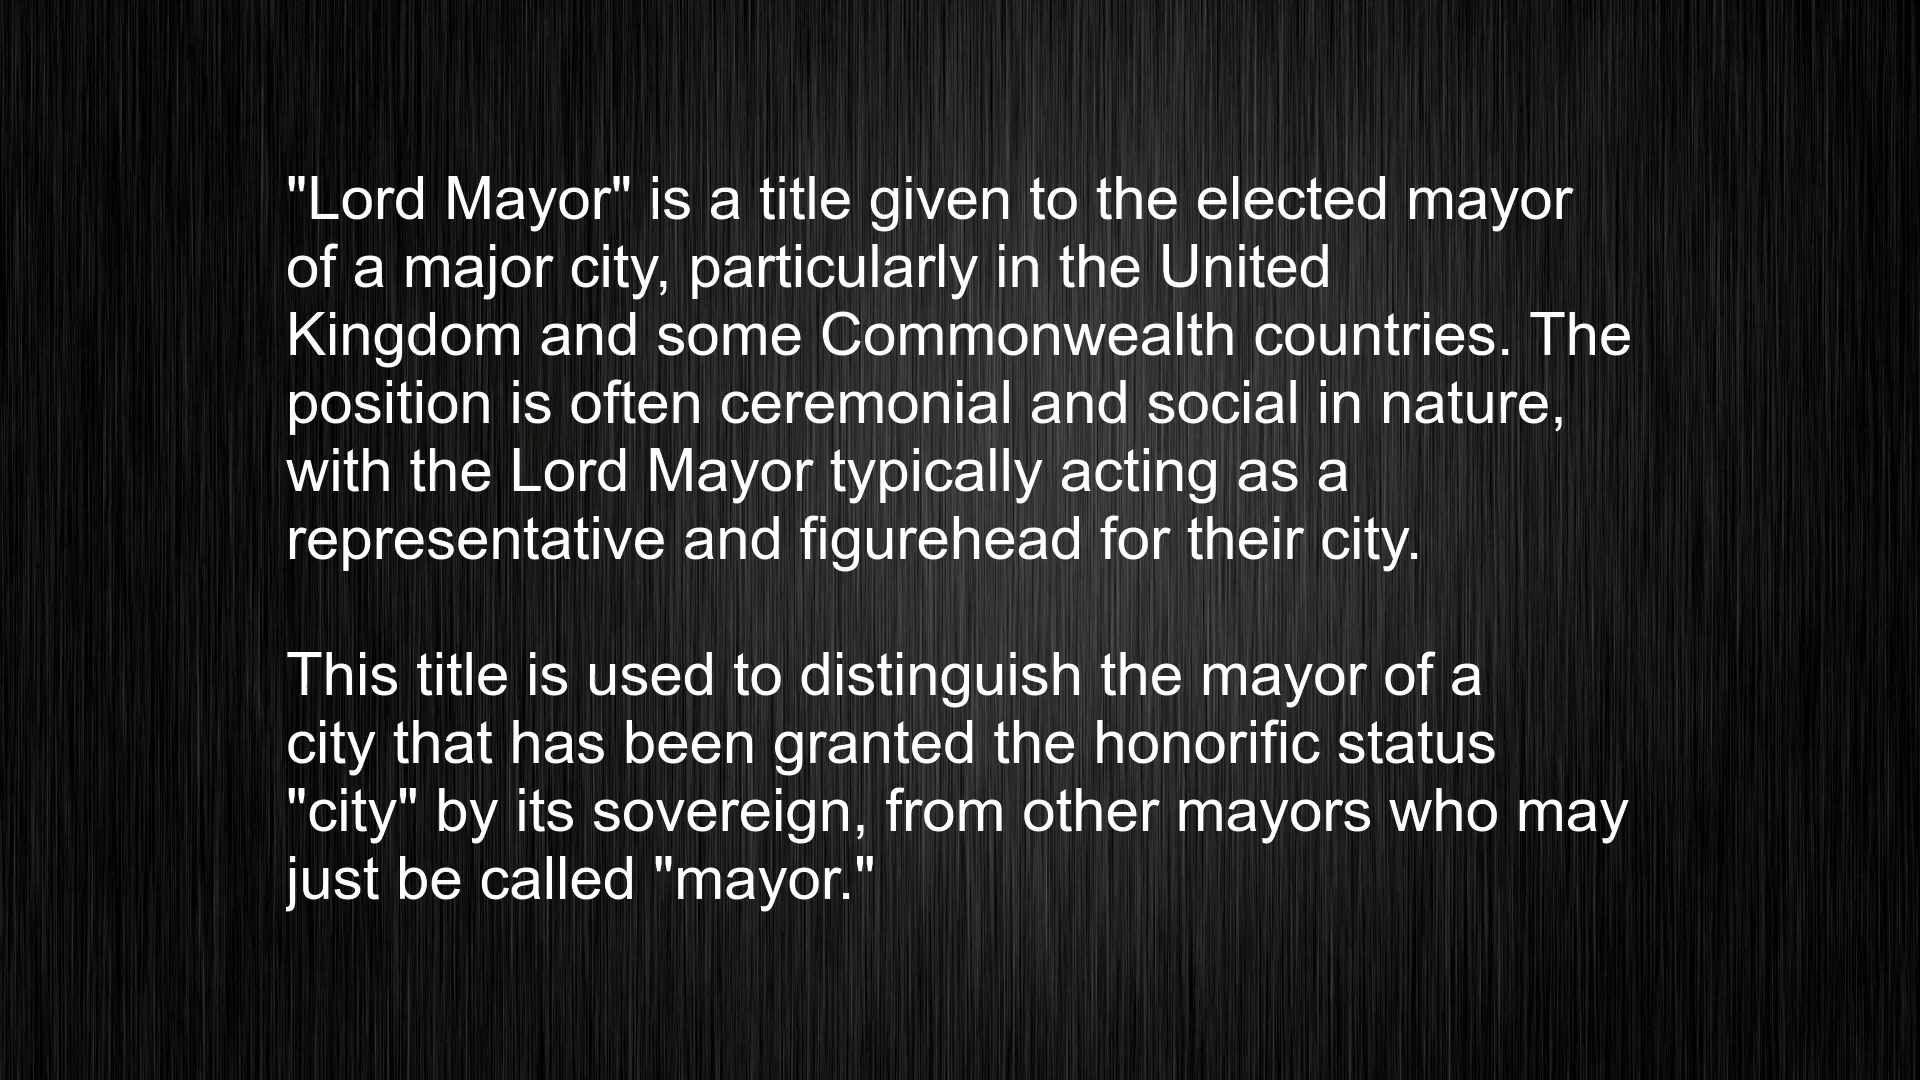 "Lord Mayor" is a title given to the elected mayor
of a major city, particularly in the United
Kingdom and some Commonwealth countries. The
position is often ceremonial and social in nature,
with the Lord Mayor typically acting as a
representative and figurehead for their city.
This title is used to distinguish the mayor of a
city that has been granted the honorific status
"city" by its sovereign, from other mayors who may
just be called "mayor."